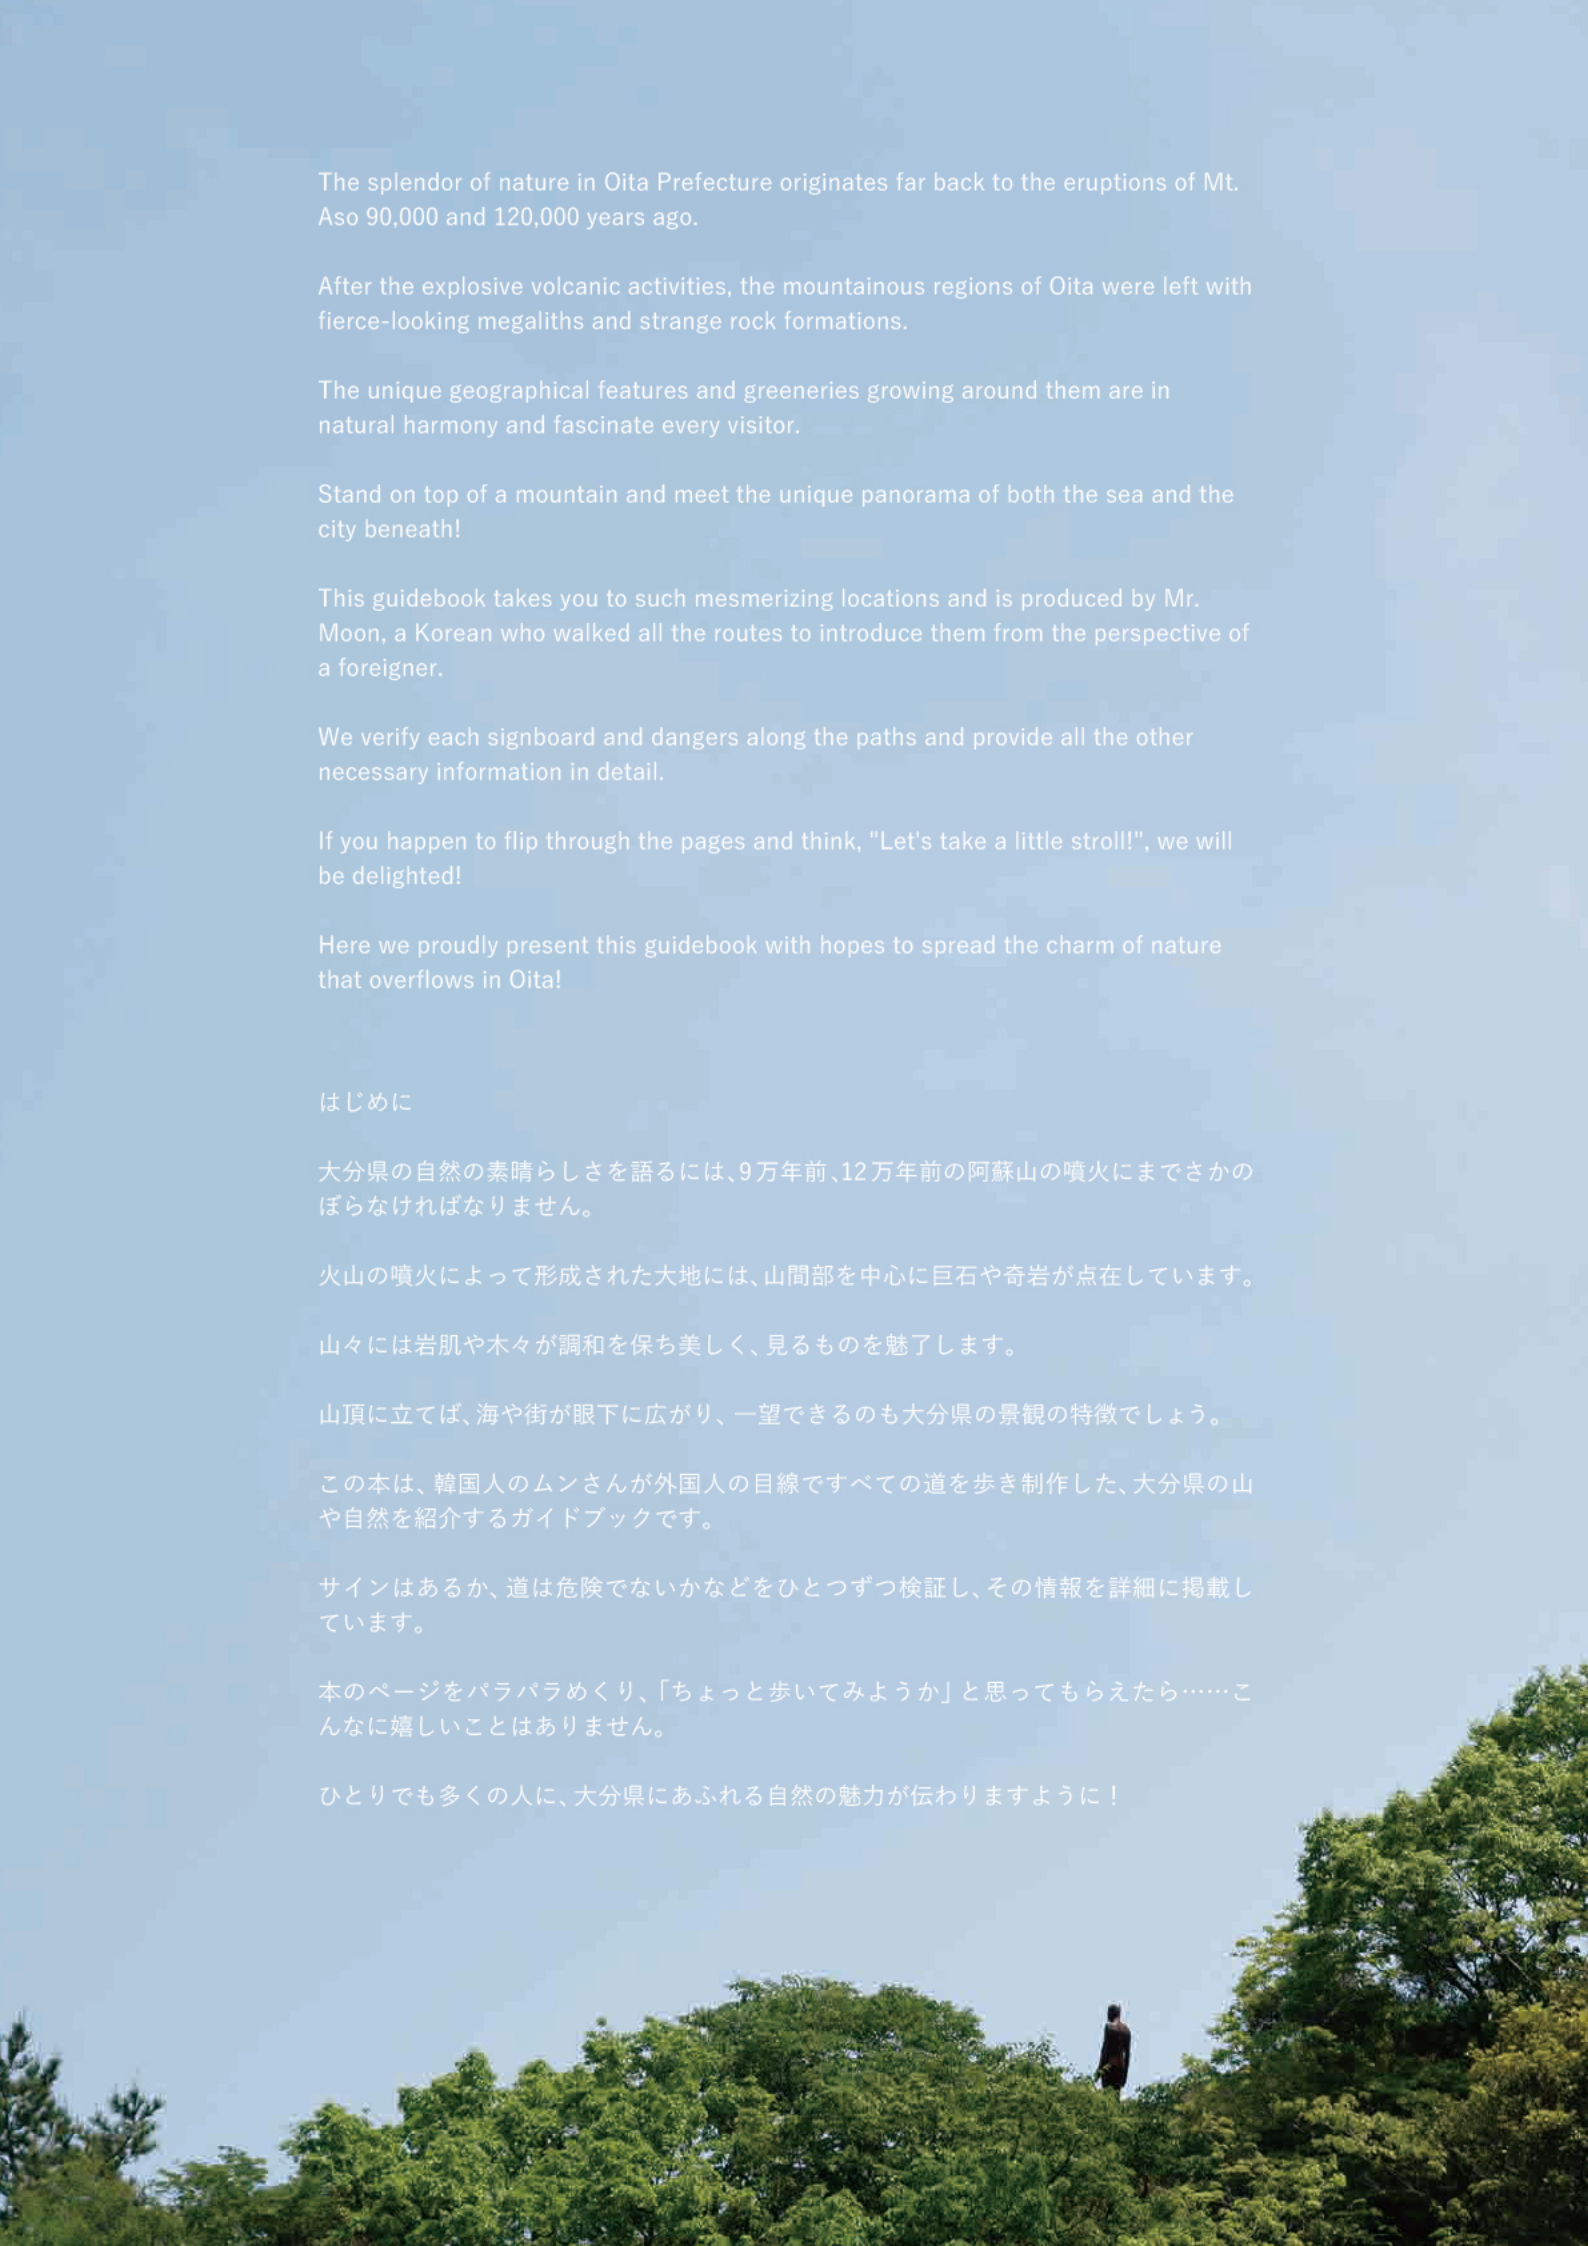 The splendor of nature in Oita Prefecture originates far back to the eruptions of Mt.
Aso 90,000 and 120,000 years ago.
After the explosive volcanic activities, the mountainous regions of Oita were left with
fierce-looking megaliths and strange rock formations.
The unique geographical features and greeneries growing around them are in
natural harmony and fascinate every visitor.
Stand on top of a mountain and meet the unique panorama of both the sea and the
city beneath!
This guidebook takes you to such mesmerizing locations and is produced by Mr.
Moon, a Korean who walked all the routes to introduce them from the perspective of
a foreigner.
We verify each signboard and dangers along the paths and provide all the other
necessary information in detail.
If you happen to flip through the pages and think, "Let's take a little stroll!", we will
be delighted!
Here we proudly present this guidebook with hopes to spread the charm of nature
that overflows in Oita!
はじめに
大分県の自然の素晴らしさを語るには、9万年前、12万年前の阿蘇山の噴火にまでさかの
ぼらなければなりません。
火山の噴火によって形成された大地には、山間部を中心に巨石や奇岩が点在しています。
山々には岩肌や木々が調和を保ち美しく、見るものを魅了します。
山頂に立てば、海や街が眼下に広がり、一望できるのも大分県の景観の特徴でしょう。
この本は、韓国人のムンさんが外国人の目線ですべての道を歩き制作した、大分県の山
や自然を紹介するガイドブックです。
サインはあるか、道は危険でないかなどをひとつずつ検証し、その情報を詳細に掲載し
ています。
本のページをパラパラめくり、「ちょっと歩いてみようか」と思ってもらえたら……こ
んなに嬉しいことはありません。
ひとりでも多くの人に、大分県にあふれる自然の魅力が伝わりますように！